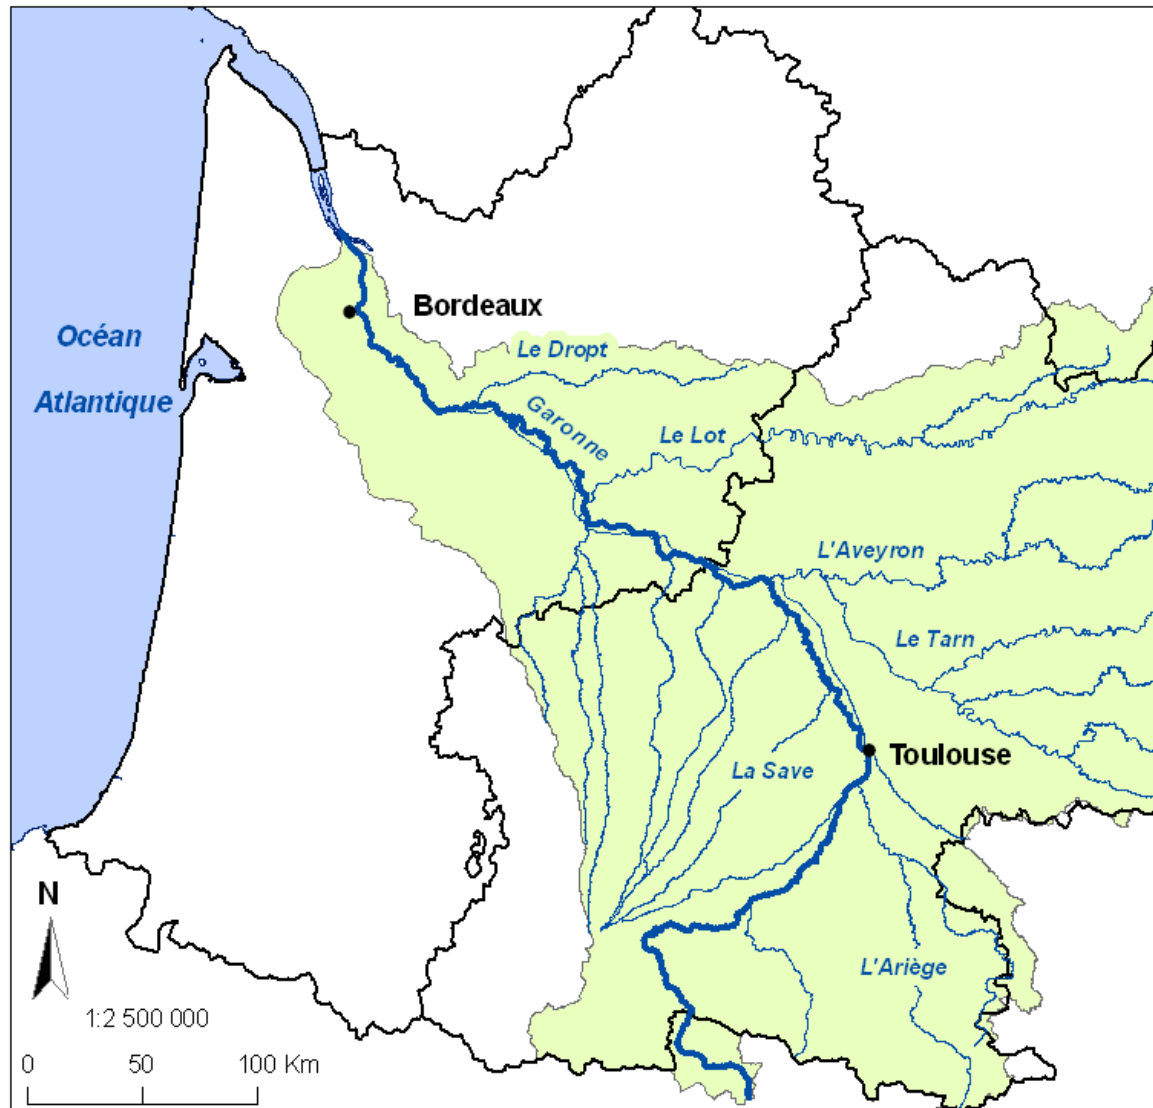 Bordeaux
Océan
Atlantique
Le Dropt
Garonne
Le Lot
L'Aveyron
Le Tarn
Toulouse
La Save
L'Ariège
N
1:2 500 000
0 50 100 Km